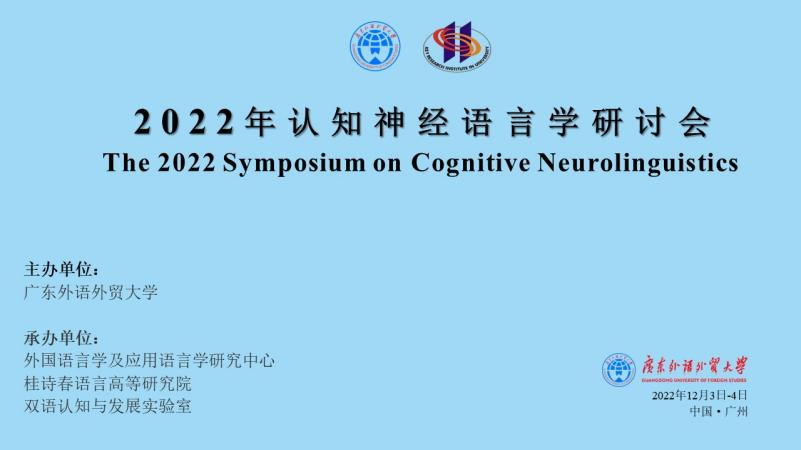 KEY RESEARCH INSTITUTE IN UNIVERSITY
2022年认知神经语言学研讨会
The 2022 Symposium on Cognitive Neurolinguistics
主办单位：
广东外语外贸大学
承办单位：
外国语言学及应用语言学研究中心
桂诗春语言高等研究院
双语认知与发展实验室
广东外语外贸大学
GUANGDONG UNIVERSITY OF FOREIGN STUDIES
2022年12月3日-4日
中国·广州